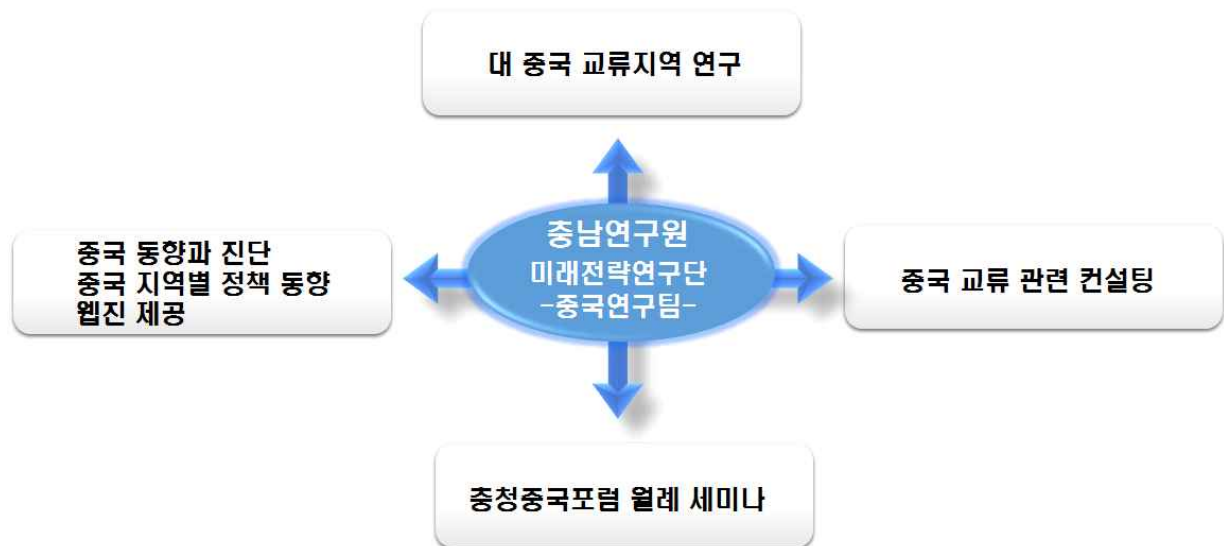 대 중국 교류지역 연구
중국 동향과 진단
중국 지역별 정책 동향
웹진 제공
충남연구원
미래전략연구단
-중국연구팀-
중국 교류 관련 컨설팅
충청중국포럼 월례 세미나